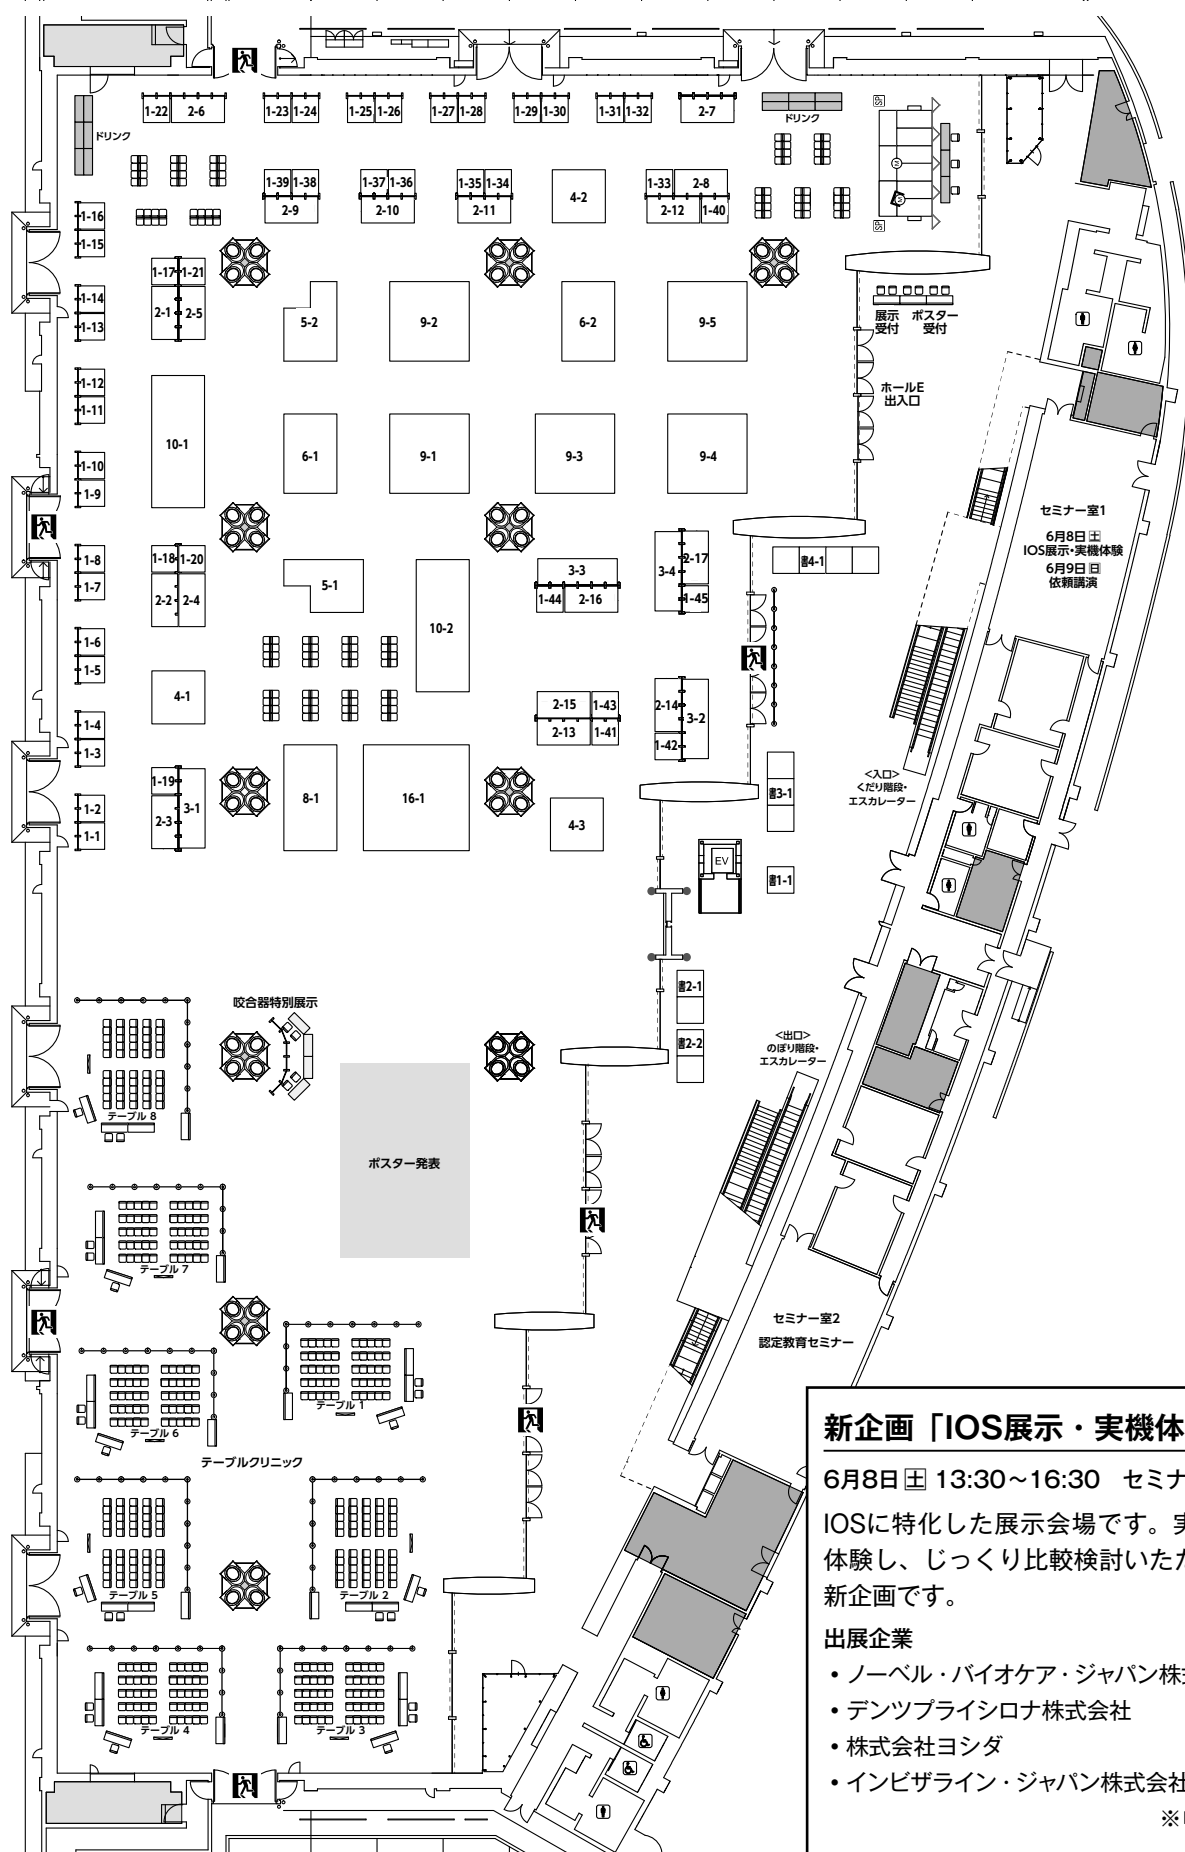 1-22 2-6
1-23 1-24
1-25 1-26
1-27 1-28
1-29 1-30
1-31 1-32
2-7
ドリンク
ドリンク
SP
M
M
SP
1-39 1-38
2-9
1-37 1-36
2-10
1-35 1-34
2-11
4-2
1-33 2-8
2-12 1-40
1-16
1-15
1-14
1-13
1-12
1-11
1-10
1-9
1-8
1-7
1-6
1-5
1-4
1-3
1-2
1-1
1-17 1-21
2-1 2-5
5-2
9-2
6-2
9-5
展示
受付
ポスター
受付
ホールE
出入口
10-1
6-1
9-1
9-3
9-4
1-18 1-20
2-2 2-4
5-1
10-2
3-3
1-44 2-16
3-4 2-17
1-45
書4-1
セミナー室1
6月8日土
IOS展示・実機体験
6月9日日
依頼講演
4-1
2-15 1-43
2-13 1-41
2-14 3-2
1-42
1-19
2-3 3-1
8-1
16-1
4-3
書3-1
EV
書1-1
<入口>
くだり階段・
エスカレーター
書2-1
書2-2
<出口>
のぼり階段・
エスカレーター
咬合器特別展示
テーブル 8
ポスター発表
テーブル 7
テーブル 1
テーブル 6
テーブルクリニック
テーブル 5
テーブル 2
テーブル 4
テーブル 3
セミナー室2
認定教育セミナー
新企画「IOS展示・実機体
6月8日土 13:30～16:30 セミナ
IOSに特化した展示会場です。実
体験し、じっくり比較検討いただ
新企画です。
出展企業
・ノーベル・バイオケア・ジャパン株
・デンツプライシロナ株式会社
・株式会社ヨシダ
・インビザライン・ジャパン株式会社
※